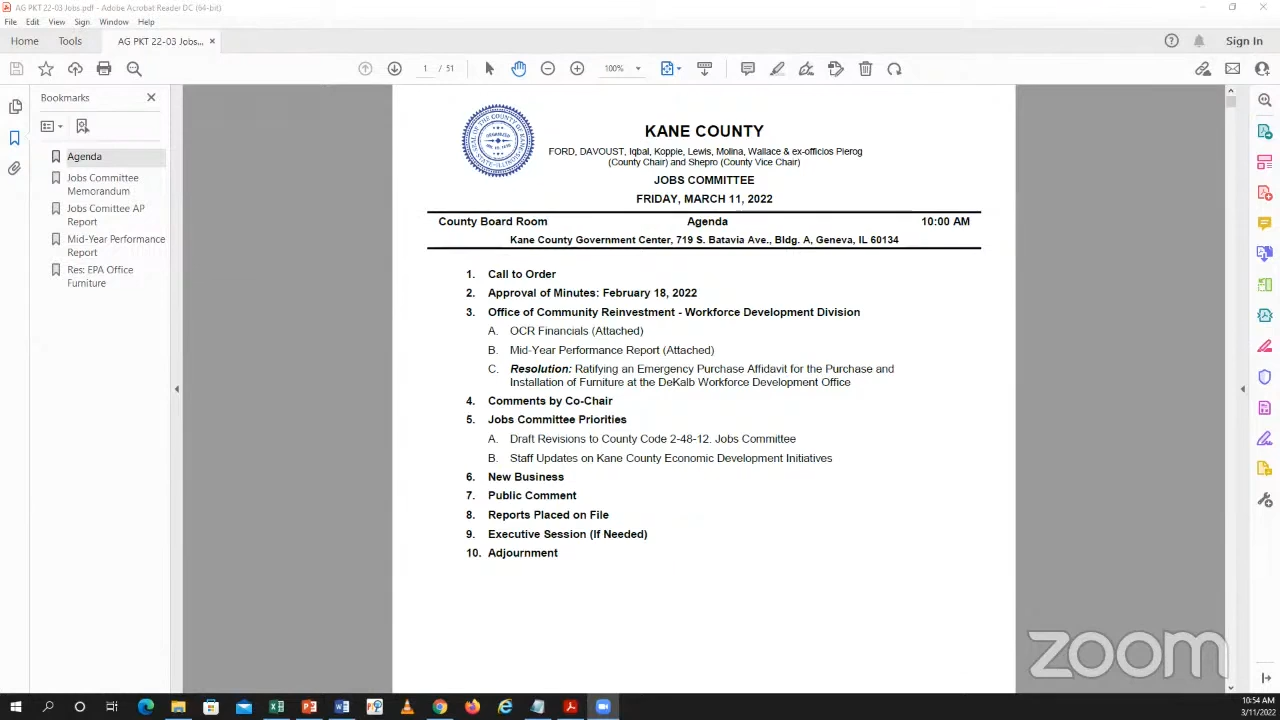 AG PKT 22-03 Jobs.pdf - Adobe Acrobat Reader DC (64-bit)
File Edit View Sign Window Help
Home Tools AG PKT 22-03 Jobs... × Sign In
1 / 51 100%
Bookmarks
Agenda
Jobs Committee
Memorandum
Jobs Comittee AP
Report
Mid-Year Performance
Report
Res: EPA Office
Furniture
KANE COUNTY
FORD, DAVOUST, Iqbal, Koppie, Lewis, Molina, Wallace & ex-officios Pierog
(County Chair) and Shepro (County Vice Chair)
JOBS COMMITTEE
FRIDAY, MARCH 11, 2022
County Board Room Agenda 10:00 AM
Kane County Government Center, 719 S. Batavia Ave., Bldg. A, Geneva, IL 60134
1. Call to Order
2. Approval of Minutes: February 18, 2022
3. Office of Community Reinvestment - Workforce Development Division
A. OCR Financials (Attached)
B. Mid-Year Performance Report (Attached)
C. Resolution: Ratifying an Emergency Purchase Affidavit for the Purchase and
Installation of Furniture at the DeKalb Workforce Development Office
4. Comments by Co-Chair
5. Jobs Committee Priorities
A. Draft Revisions to County Code 2-48-12. Jobs Committee
B. Staff Updates on Kane County Economic Development Initiatives
6. New Business
7. Public Comment
8. Reports Placed on File
9. Executive Session (If Needed)
10. Adjournment
zoom
10:54 AM
3/11/2022